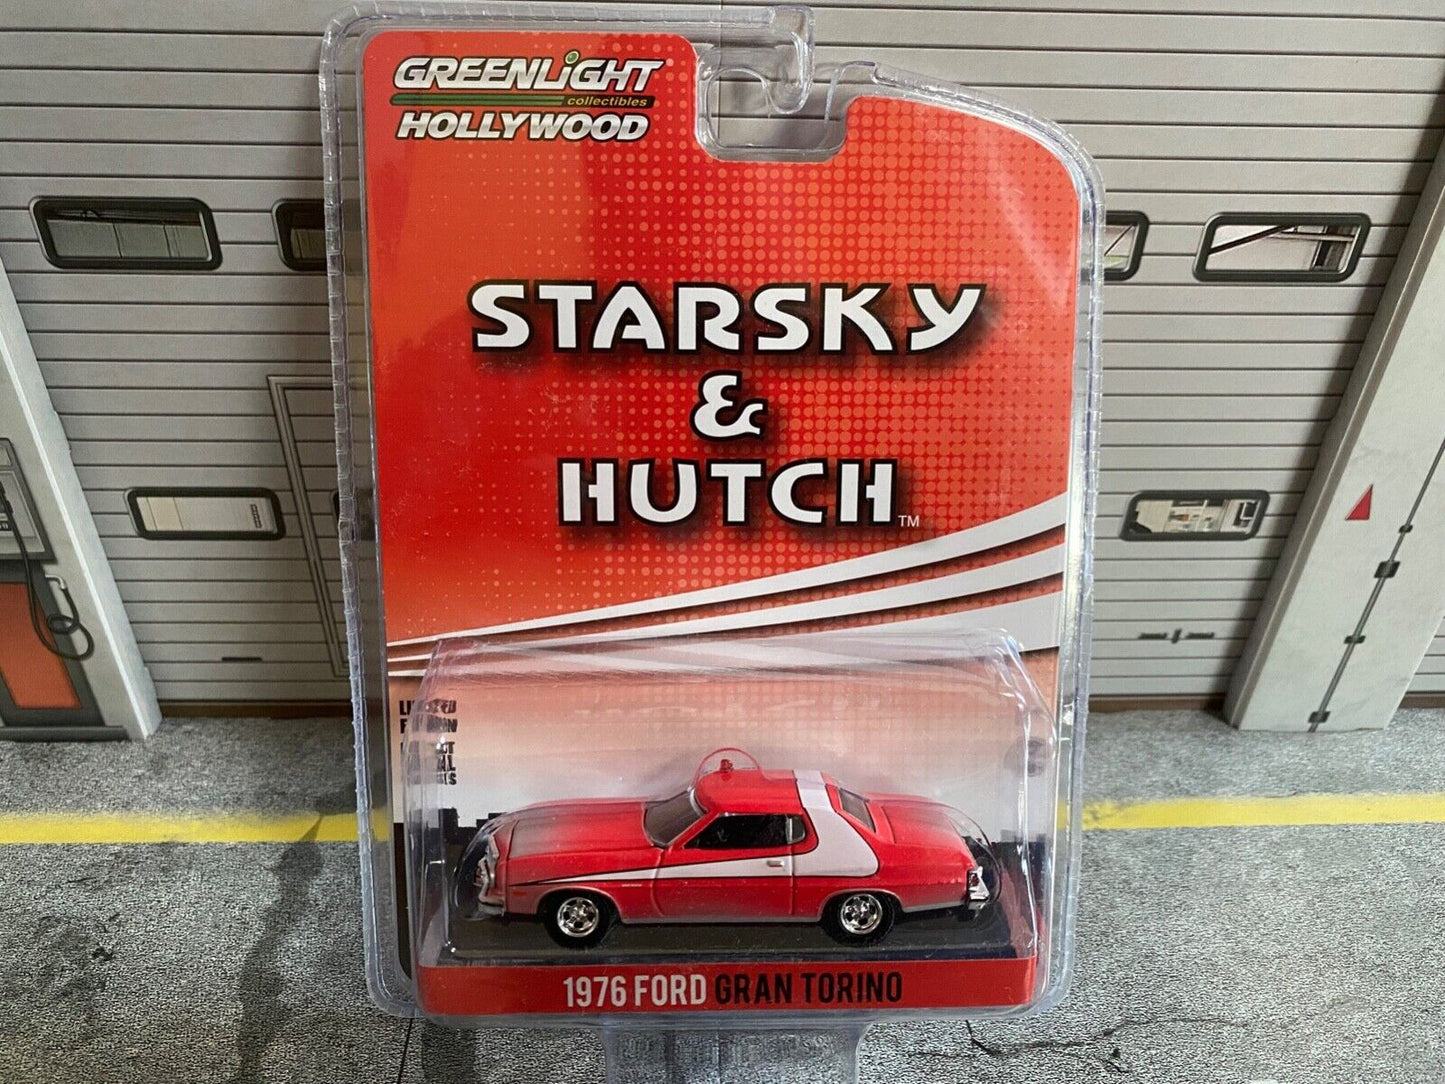 GREENLiGHT
collectibles
HOLLYWOOD
STARSKY
&
HUTCH™
1976 FORD GRAN TORINO